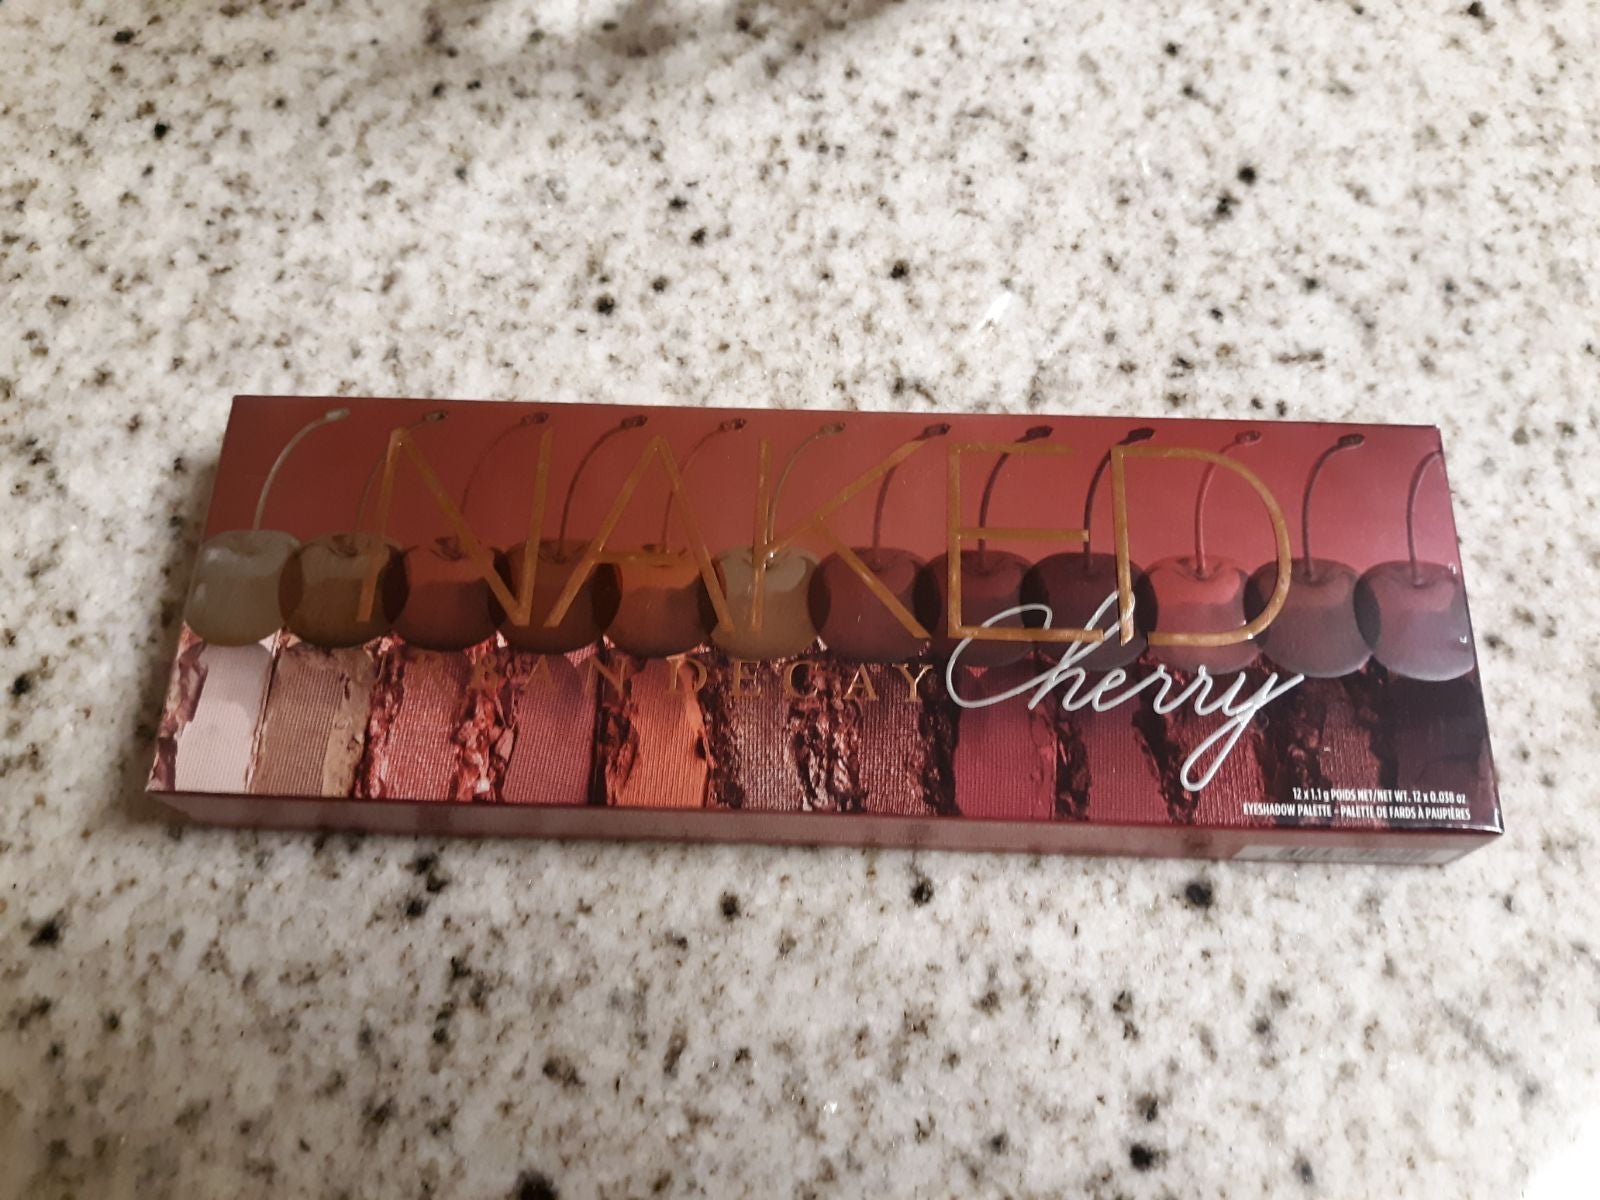 NAKED
URBAN DECAY
Cherry
12 x 1.1 g POIDS NET/NET WT. 12 x 0.038 oz
EYESHADOW PALETTE - PALETTE DE FARDS À PAUPIÈRES